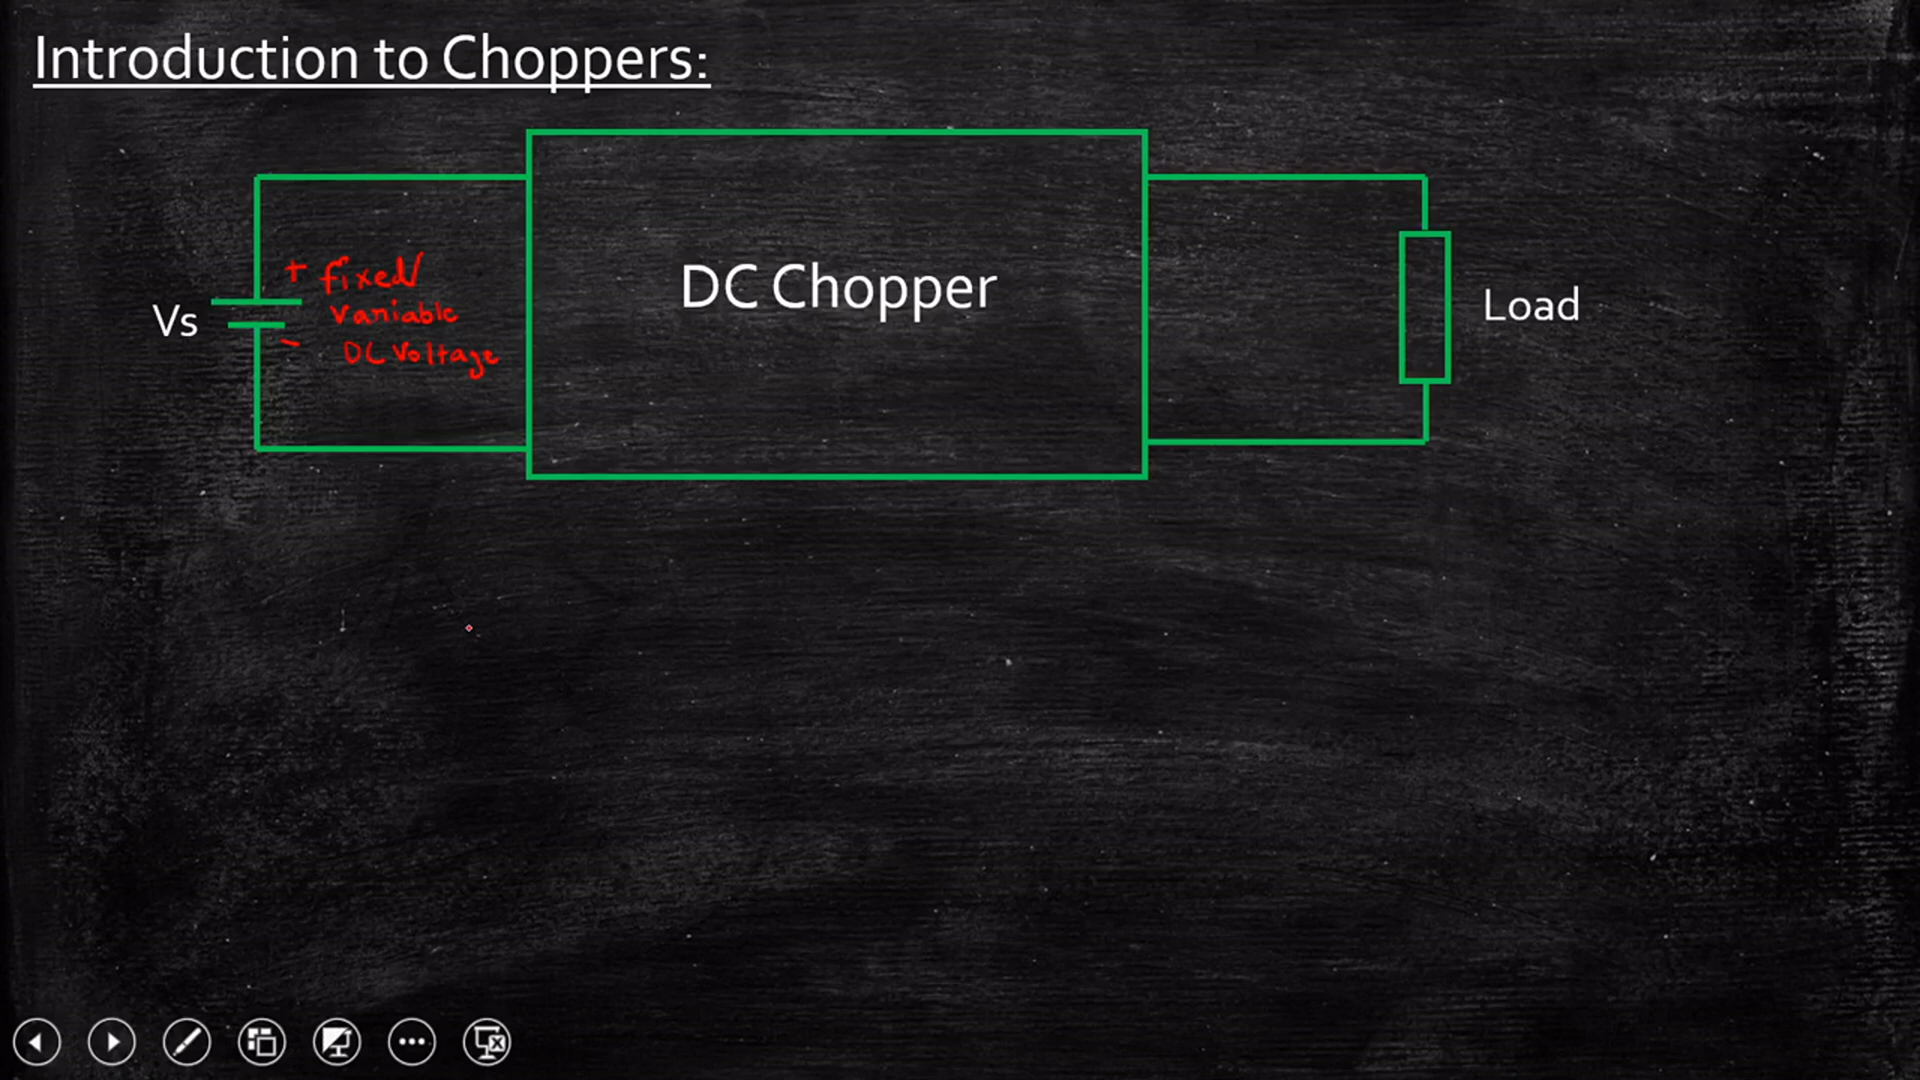 Introduction to Choppers:
DC Chopper
+ fixed/
variable
- DC Voltage
Vs
Load